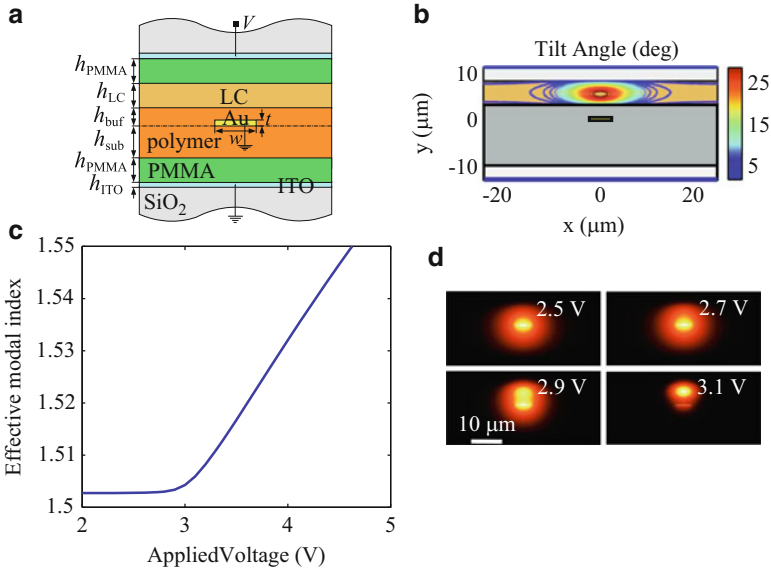 a
V
h_PMMA
h_LC
LC
h_buf
Au
t
polymer
w
h_sub
h_PMMA
PMMA
h_ITO
ITO
SiO₂
b
Tilt Angle (deg)
10
0
-10
y (μm)
-20
0
20
x (μm)
25
15
5
c
1.55
1.54
1.53
1.52
1.51
1.5
Effective modal index
2
3
4
5
AppliedVoltage (V)
d
2.5 V
2.7 V
2.9 V
3.1 V
10 μm